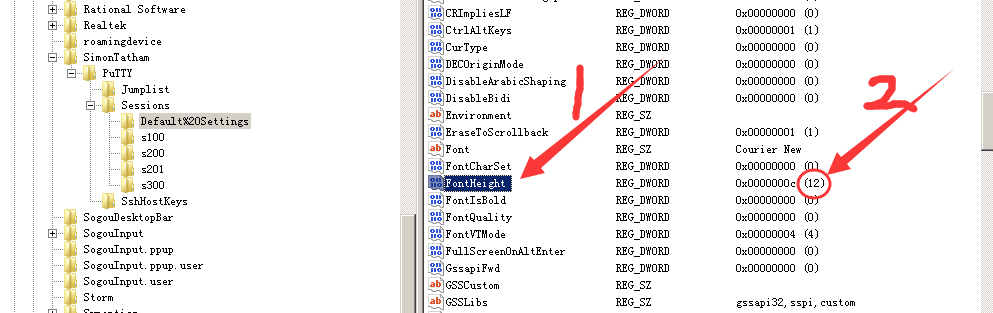 Rational Software
Realtek
roamingdevice
SimonTatham
PuTTY
Jumplist
Sessions
Default%20Settings
s100
s200
s201
s300
SshHostKeys
SogouDesktopBar
SogouInput
SogouInput.ppup
SogouInput.ppup.user
SogouInput.user
Storm
CRImpliesLF REG_DWORD 0x00000000 (0)
CtrlAltKeys REG_DWORD 0x00000001 (1)
CurType REG_DWORD 0x00000000 (0)
DECOriginMode REG_DWORD 0x00000000 (0)
DisableArabicShaping REG_DWORD 0x00000000 (0)
DisableBidi REG_DWORD 0x00000000 (0)
Environment REG_SZ
EraseToScrollback REG_DWORD 0x00000001 (1)
Font REG_SZ Courier New
FontCharSet REG_DWORD 0x00000000 (0)
FontHeight REG_DWORD 0x0000000c (12)
FontIsBold REG_DWORD 0x00000000 (0)
FontQuality REG_DWORD 0x00000000 (0)
FontVTMode REG_DWORD 0x00000004 (4)
FullScreenOnAltEnter REG_DWORD 0x00000000 (0)
GssapiFwd REG_DWORD 0x00000000 (0)
GSSCustom REG_SZ
GSSLibs REG_SZ gssapi32,sspi,custom
1
2